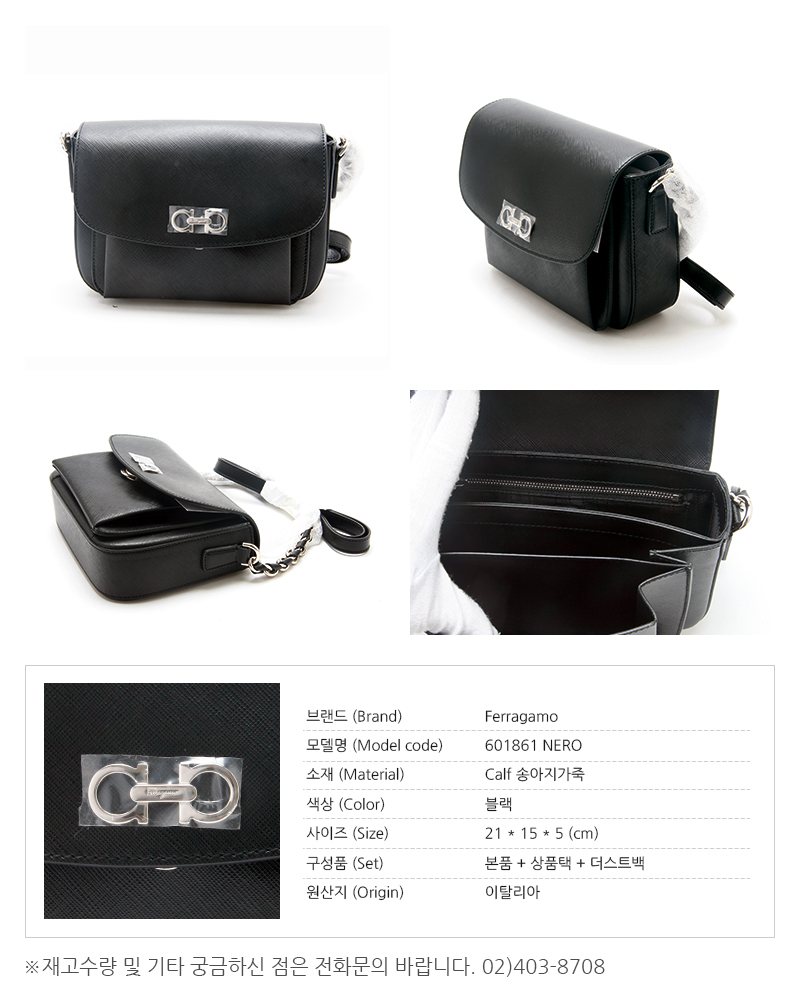 브랜드 (Brand) Ferragamo
모델명 (Model code) 601861 NERO
소재 (Material) Calf 송아지가죽
색상 (Color) 블랙
사이즈 (Size) 21 * 15 * 5 (cm)
구성품 (Set) 본품 + 상품택 + 더스트백
원산지 (Origin) 이탈리아
※재고수량 및 기타 궁금하신 점은 전화문의 바랍니다. 02)403-8708